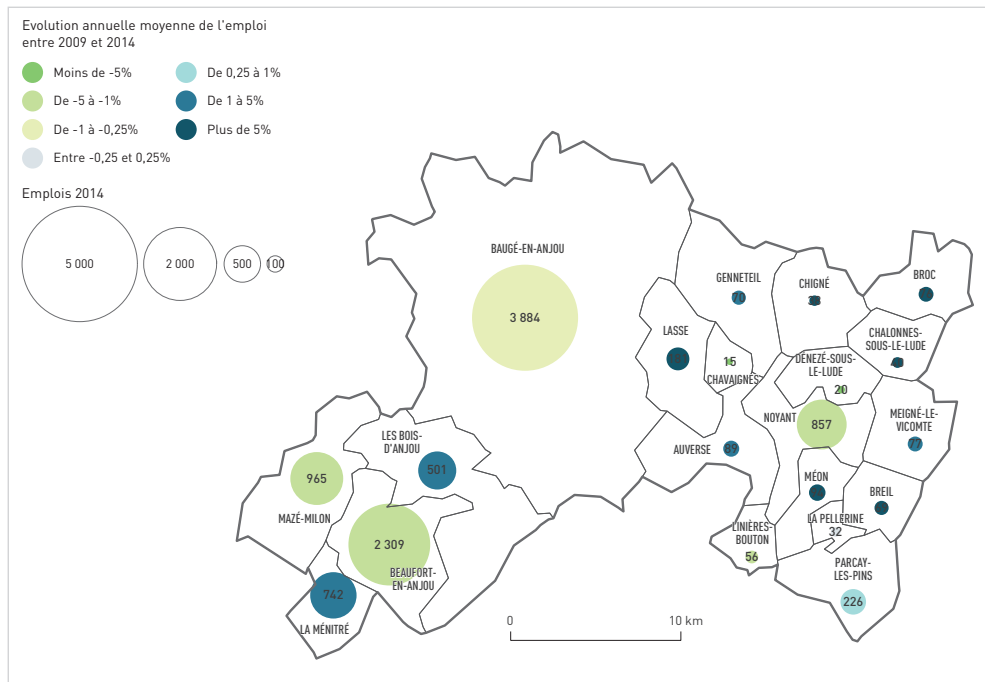 Evolution annuelle moyenne de l'emploi
entre 2009 et 2014
Moins de -5%
De 0,25 à 1%
De -5 à -1%
De 1 à 5%
De -1 à -0,25%
Plus de 5%
Entre -0,25 et 0,25%
Emplois 2014
5 000
2 000
500
100
BAUGÉ-EN-ANJOU
3 884
GENNETEIL
70
CHIGNÉ
BROC
LASSE
CHALONNES-
SOUS-LE-LUDE
15
CHAVAIGNES
DÉNEZÉ-SOUS-
LE-LUDE
20
NOYANT
857
MEIGNÉ-LE-
VICOMTE
77
AUVERSE
89
LES BOIS-
D'ANJOU
501
965
MAZÉ-MILON
MÉON
BREIL
LA PELLERINE
32
LINIÈRES-
BOUTON
56
2 309
BEAUFORT-
EN-ANJOU
PARCAY-
LES-PINS
226
742
LA MÉNITRÉ
0
10 km